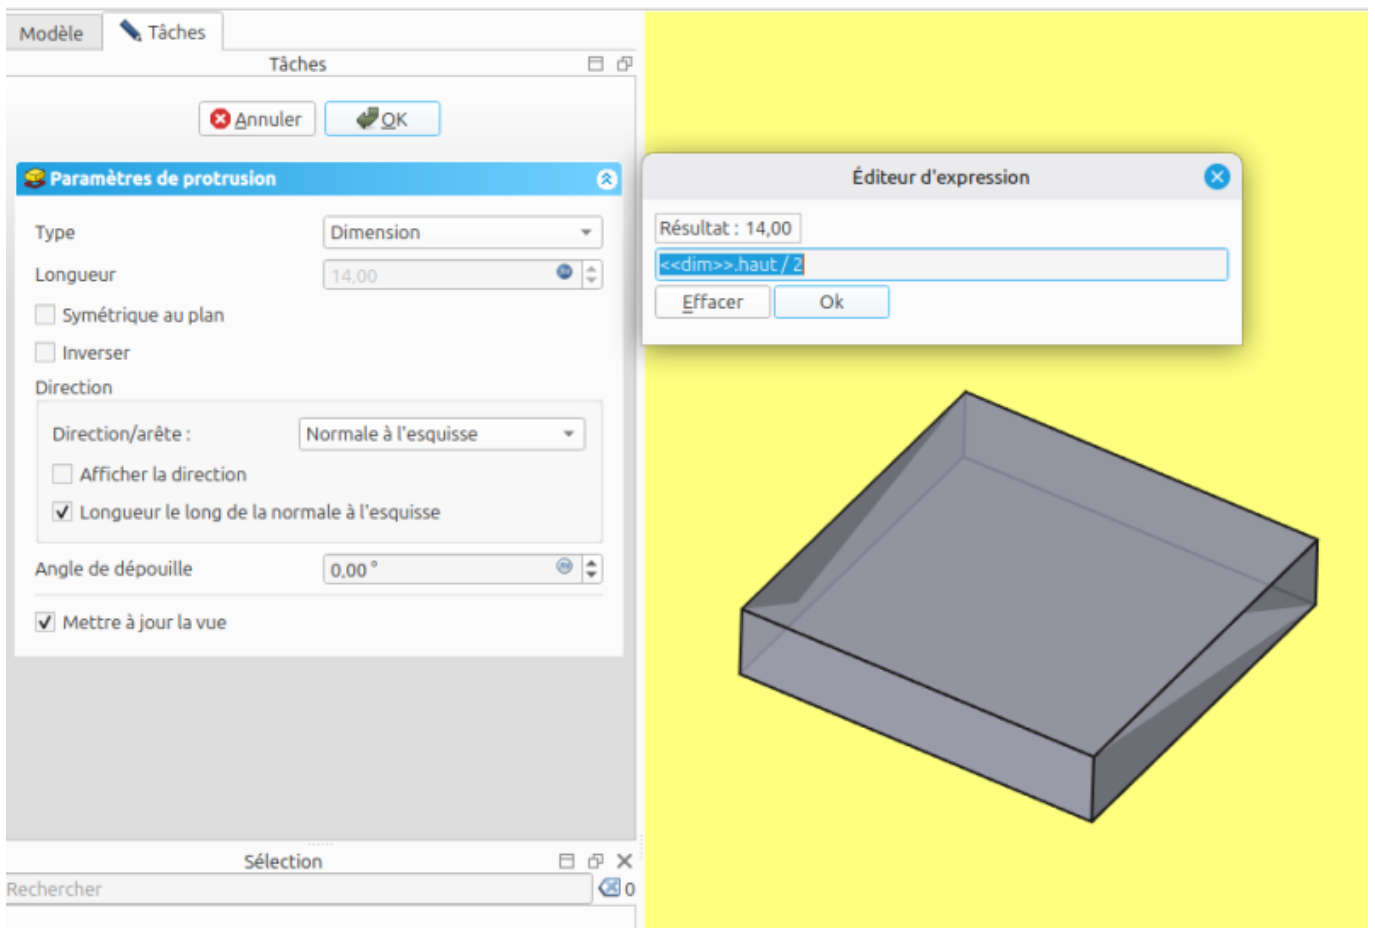 Modèle
Tâches
Tâches
Annuler
OK
Paramètres de protrusion
Type
Dimension
Longueur
14,00
Symétrique au plan
Inverser
Direction
Direction/arête :
Normale à l'esquisse
Afficher la direction
Longueur le long de la normale à l'esquisse
Angle de dépouille
0,00 °
Mettre à jour la vue
Sélection
Rechercher
0
Éditeur d'expression
Résultat : 14,00
<<dim>>.haut / 2
Effacer
Ok